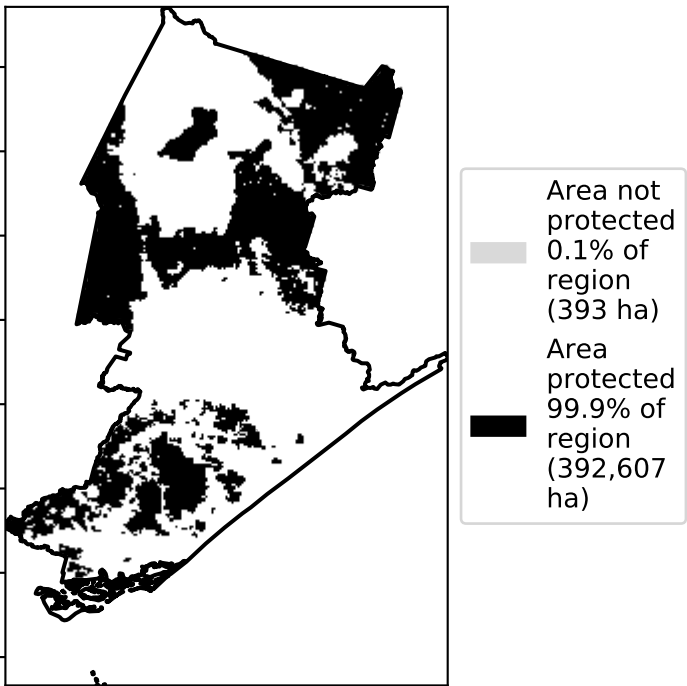 Area not
protected
0.1% of
region
(393 ha)
Area
protected
99.9% of
region
(392,607
ha)